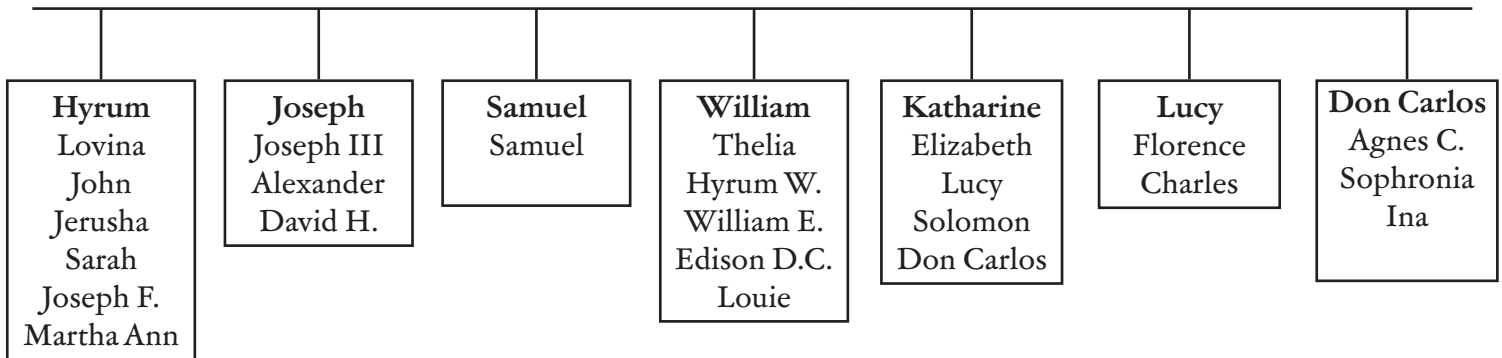 Hyrum
Lovina
John
Jerusha
Sarah
Joseph F.
Martha Ann
Joseph
Joseph III
Alexander
David H.
Samuel
Samuel
William
Thelia
Hyrum W.
William E.
Edison D.C.
Louie
Katharine
Elizabeth
Lucy
Solomon
Don Carlos
Lucy
Florence
Charles
Don Carlos
Agnes C.
Sophronia
Ina